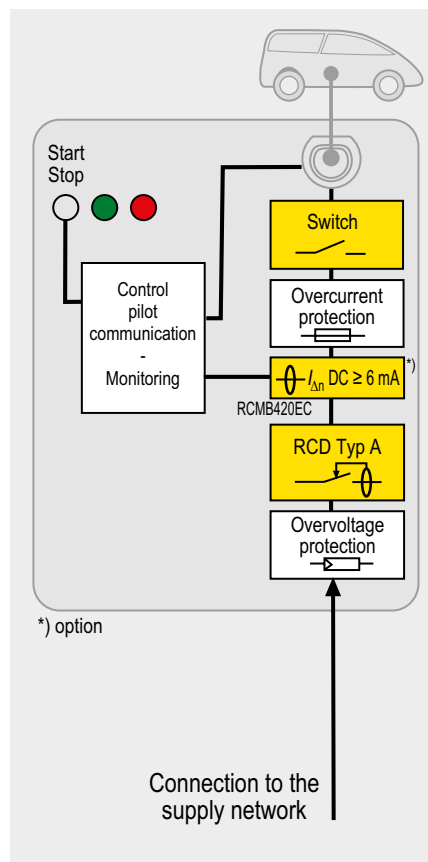 Start
Stop
Switch
Control
pilot
communication
-
Monitoring
Overcurrent
protection
IΔn DC ≥ 6 mA *)
RCMB420EC
RCD Typ A
Overvoltage
protection
*) option
Connection to the
supply network